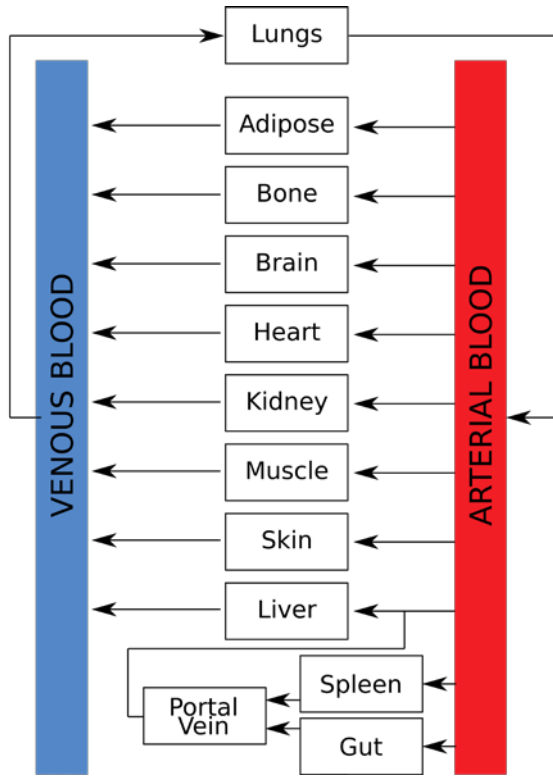 Lungs
Adipose
Bone
Brain
Heart
Kidney
Muscle
Skin
Liver
Spleen
Portal
Vein
Gut
VENOUS BLOOD
ARTERIAL BLOOD